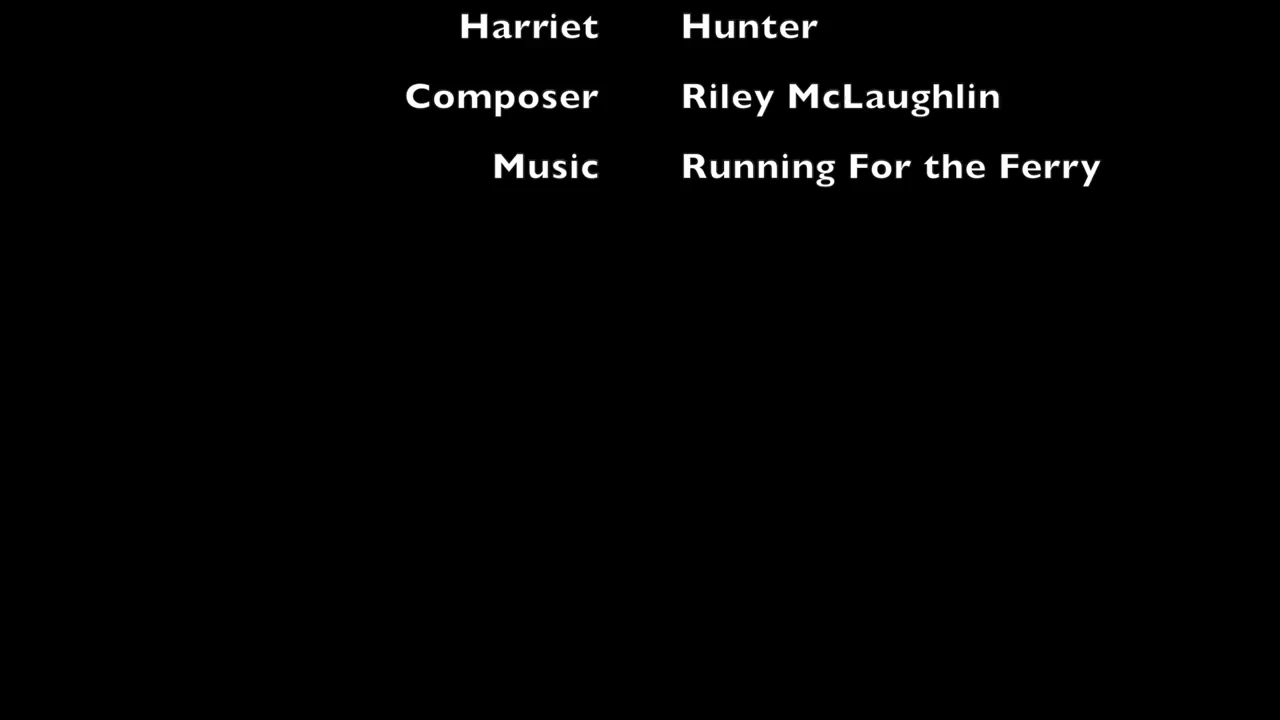 Harriet Hunter
Composer Riley McLaughlin
Music Running For the Ferry